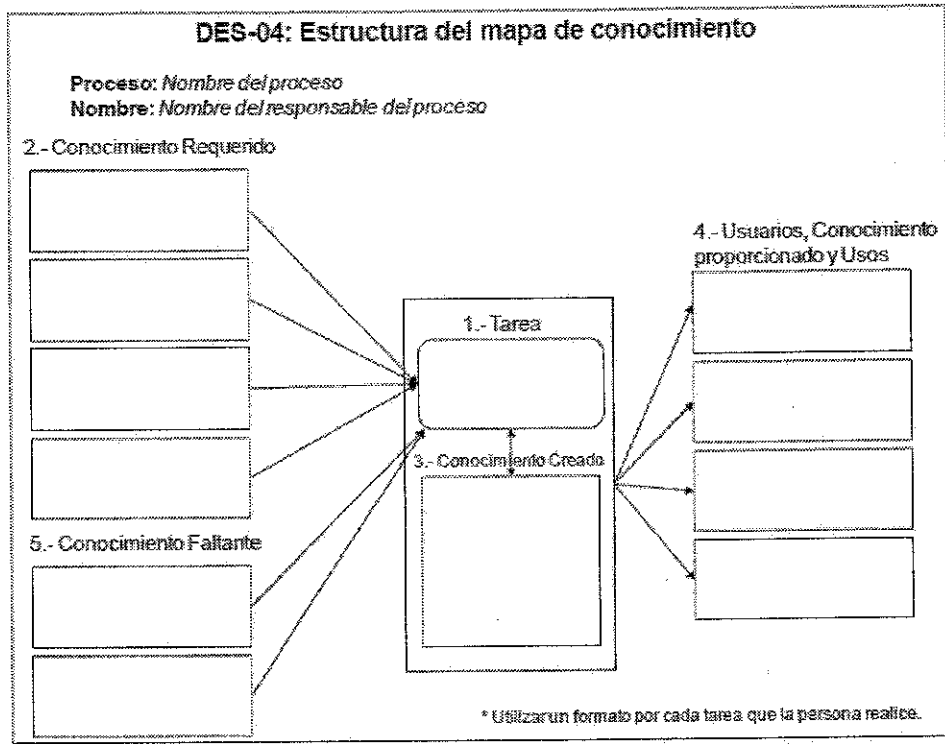 DES-04: Estructura del mapa de conocimiento
Proceso: Nombre del proceso
Nombre: Nombre del responsable del proceso
2.- Conocimiento Requerido
4.- Usuarios, Conocimiento
proporcionado y Usos
1.- Tarea
3.- Conocimiento Creado
5.- Conocimiento Faltante
* Utilizar un formato por cada tarea que la persona realice.